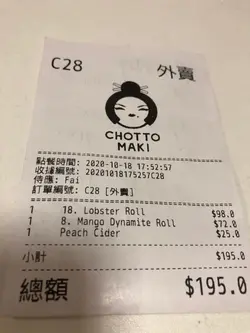 C28 外賣
CHOTTO
MAKI
點餐時間: 2020-10-18 17:52:57
收據編號: 20201018175257C28
侍應: Fai
訂單編號: C28 [外賣]
1 18. Lobster Roll $98.0
1 8. Mango Dynamite Roll $72.0
1 Peach Cider $25.0
小計 $195.0
總額 $195.0